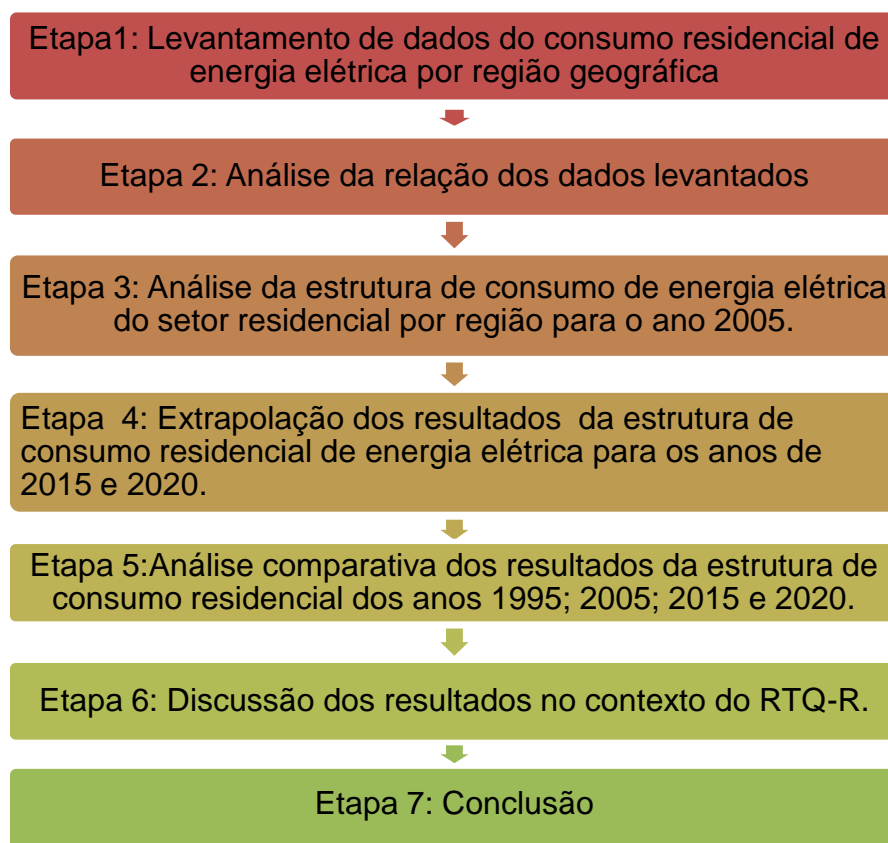 Etapa1: Levantamento de dados do consumo residencial de
energia elétrica por região geográfica
Etapa 2: Análise da relação dos dados levantados
Etapa 3: Análise da estrutura de consumo de energia elétrica
do setor residencial por região para o ano 2005.
Etapa  4: Extrapolação dos resultados  da estrutura de
consumo residencial de energia elétrica para os anos de
2015 e 2020.
Etapa 5:Análise comparativa dos resultados da estrutura de
consumo residencial dos anos 1995; 2005; 2015 e 2020.
Etapa 6: Discussão dos resultados no contexto do RTQ-R.
Etapa 7: Conclusão